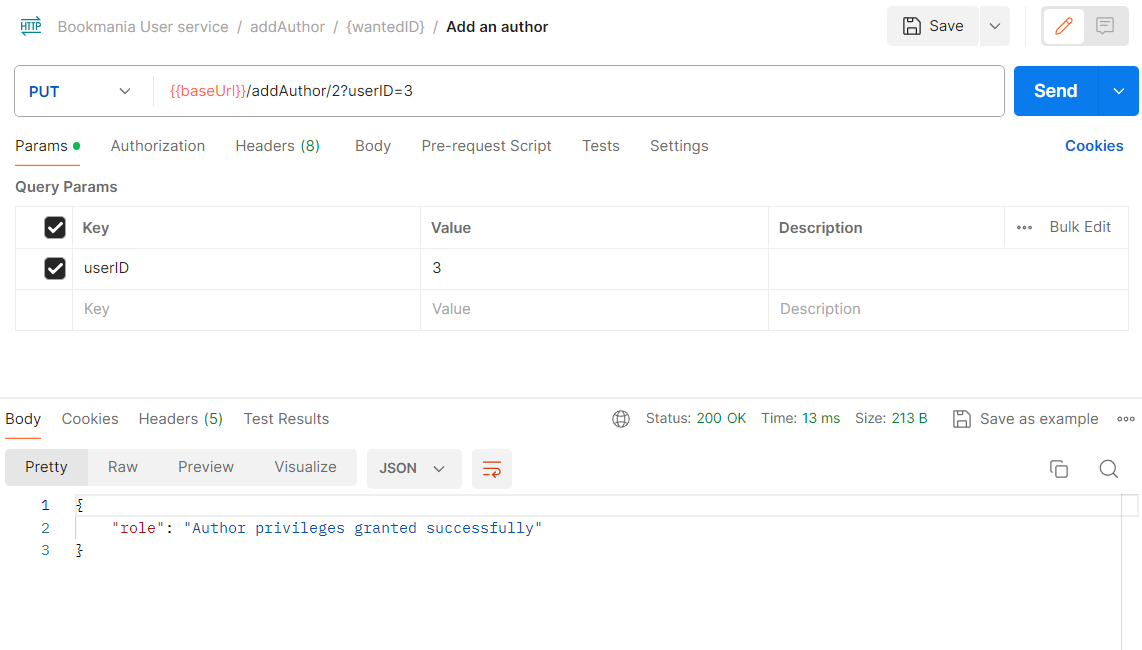 HTTP Bookmania User service / addAuthor / {wantedID} / Add an author Save
PUT {{baseUrl}}/addAuthor/2?userID=3 Send
Params Authorization Headers (8) Body Pre-request Script Tests Settings Cookies
Query Params
Key Value Description Bulk Edit
userID 3
Key Value Description
Body Cookies Headers (5) Test Results Status: 200 OK Time: 13 ms Size: 213 B Save as example
Pretty Raw Preview Visualize JSON
1 {
2 "role": "Author privileges granted successfully"
3 }